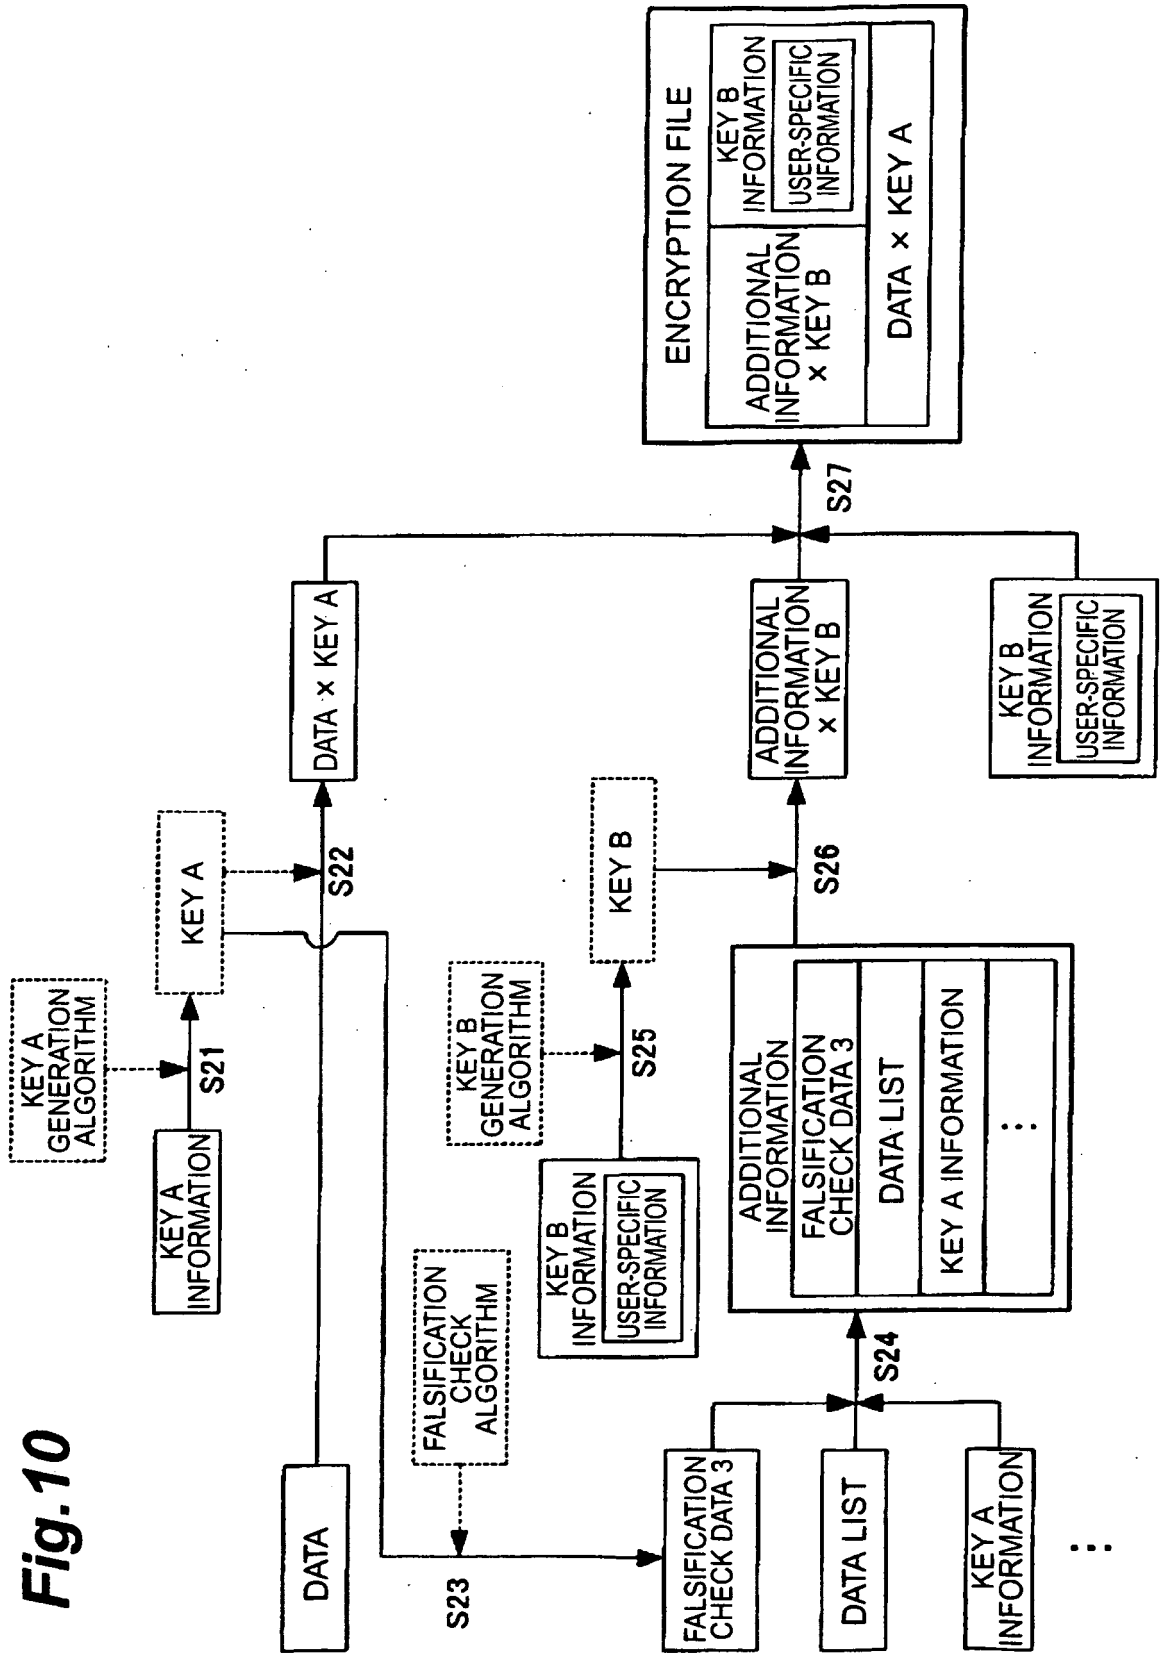 Fig.10
KEY A
GENERATION
ALGORITHM
KEY A
INFORMATION
S21
KEY A
DATA
S22
DATA × KEY A
FALSIFICATION
CHECK
ALGORITHM
S23
KEY B
INFORMATION
USER-SPECIFIC
INFORMATION
KEY B
GENERATION
ALGORITHM
S25
KEY B
FALSIFICATION
CHECK DATA 3
DATA LIST
KEY A
INFORMATION
⋮
S24
ADDITIONAL
INFORMATION
FALSIFICATION
CHECK DATA 3
DATA LIST
KEY A INFORMATION
⋮
S26
ADDITIONAL
INFORMATION
× KEY B
KEY B
INFORMATION
USER-SPECIFIC
INFORMATION
S27
ENCRYPTION FILE
ADDITIONAL
INFORMATION
× KEY B
KEY B
INFORMATION
USER-SPECIFIC
INFORMATION
DATA × KEY A